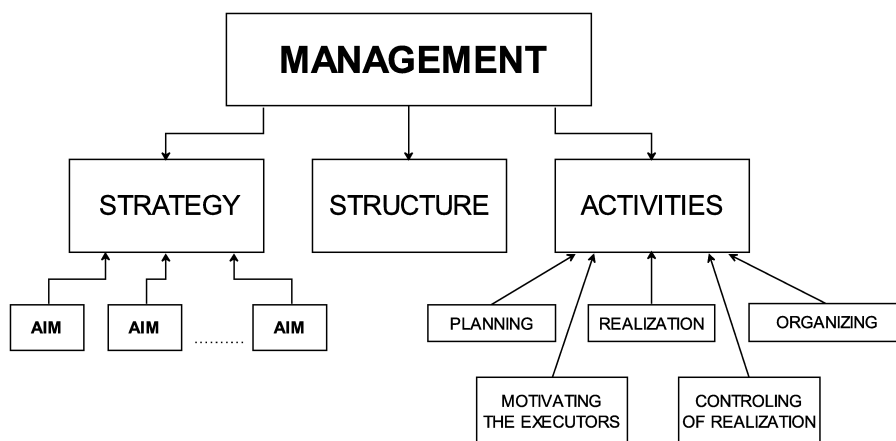 MANAGEMENT
STRATEGY
STRUCTURE
ACTIVITIES
AIM
AIM
..........
AIM
PLANNING
REALIZATION
ORGANIZING
MOTIVATING
THE EXECUTORS
CONTROLING
OF REALIZATION